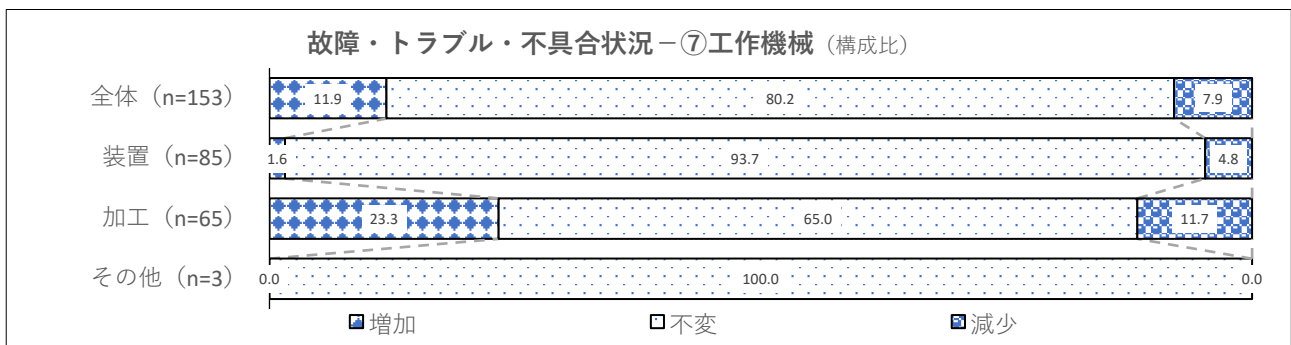 故障・トラブル・不具合状況－⑦工作機械（構成比）
全体（n=153） 11.9 80.2 7.9
装置（n=85） 1.6 93.7 4.8
加工（n=65） 23.3 65.0 11.7
その他（n=3） 0.0 100.0 0.0
増加 不変 減少